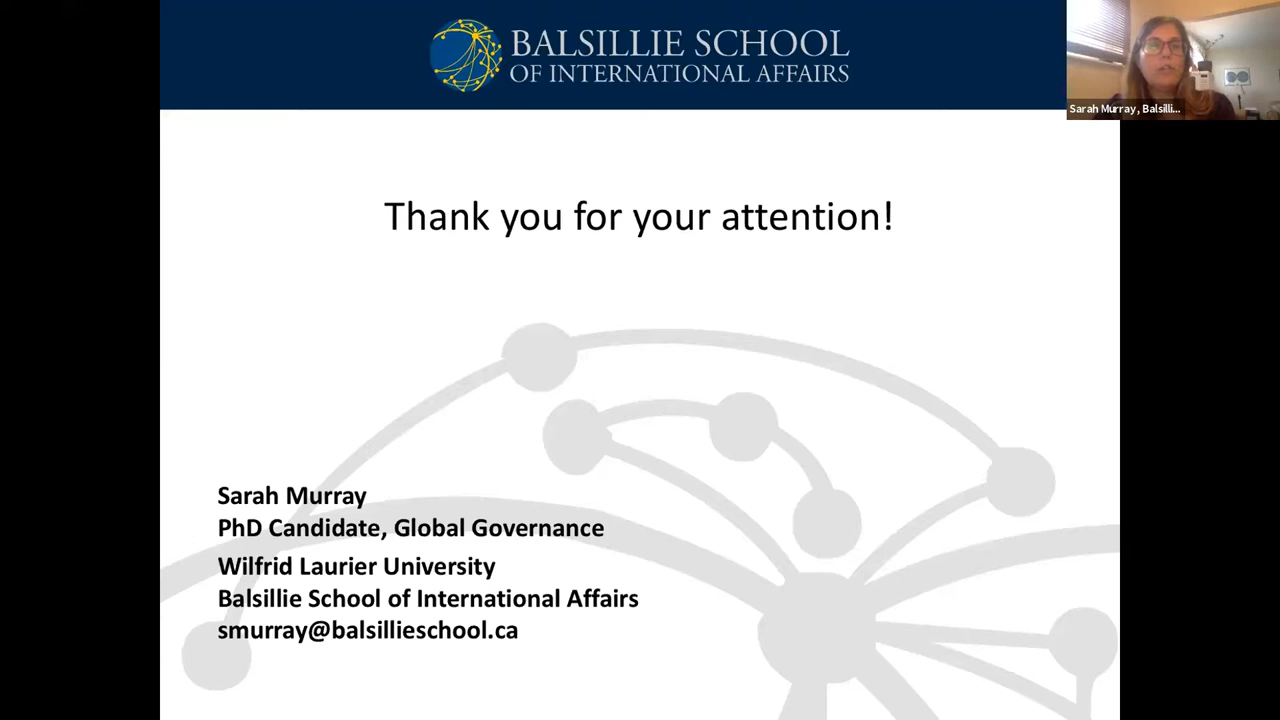 BALSILLIE SCHOOL
OF INTERNATIONAL AFFAIRS
Sarah Murray, Balsilli...
Thank you for your attention!
Sarah Murray
PhD Candidate, Global Governance
Wilfrid Laurier University
Balsillie School of International Affairs
smurray@balsillieschool.ca